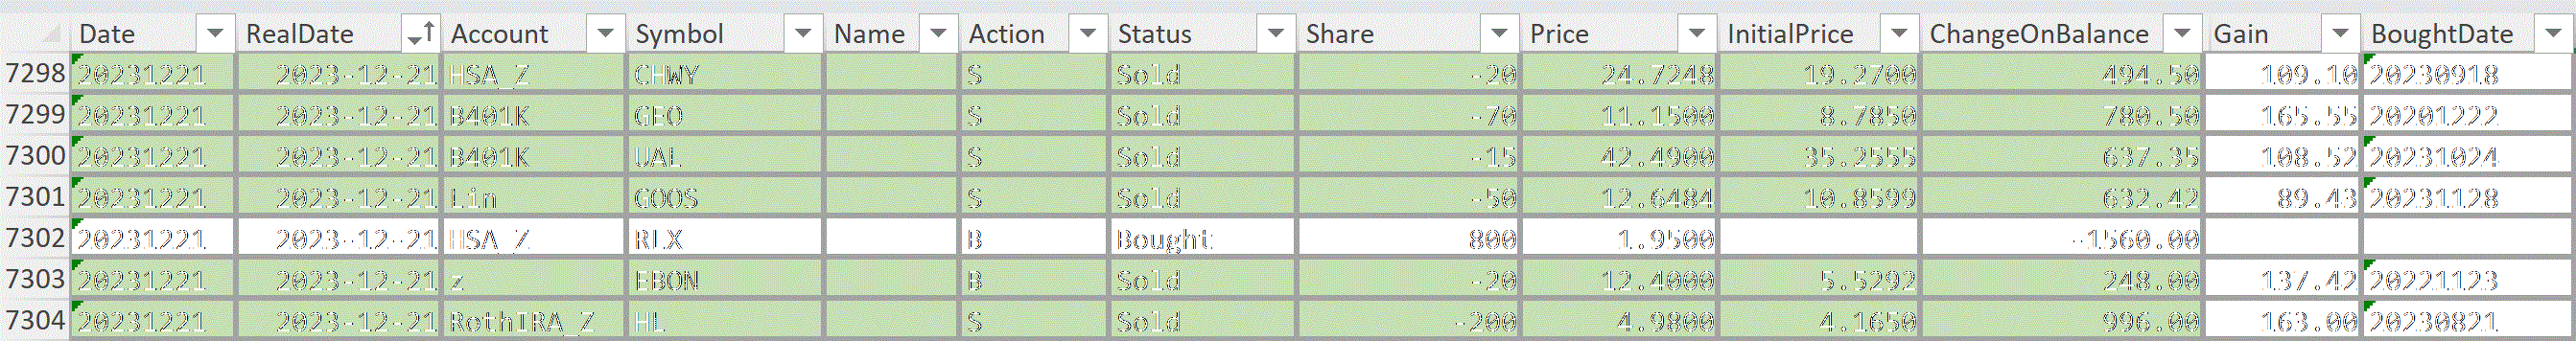 Date RealDate Account Symbol Name Action Status Share Price InitialPrice ChangeOnBalance Gain BoughtDate
7298 20231221 2023-12-21 HSA_Z CHWY S Sold -20 24.7248 19.2700 494.50 109.10 20230918
7299 20231221 2023-12-21 B401K GEO S Sold -70 11.1500 8.7850 780.50 165.55 20201222
7300 20231221 2023-12-21 B401K UAL S Sold -15 42.4900 35.2555 637.35 108.52 20231024
7301 20231221 2023-12-21 Lin GOOS S Sold -50 12.6484 10.8599 632.42 89.43 20231128
7302 20231221 2023-12-21 HSA_Z RLX B Bought 800 1.9500 -1560.00
7303 20231221 2023-12-21 z EBON B Sold -20 12.4000 5.5292 248.00 137.42 20221123
7304 20231221 2023-12-21 RothIRA_Z HL S Sold -200 4.9800 4.1650 996.00 163.00 20230821